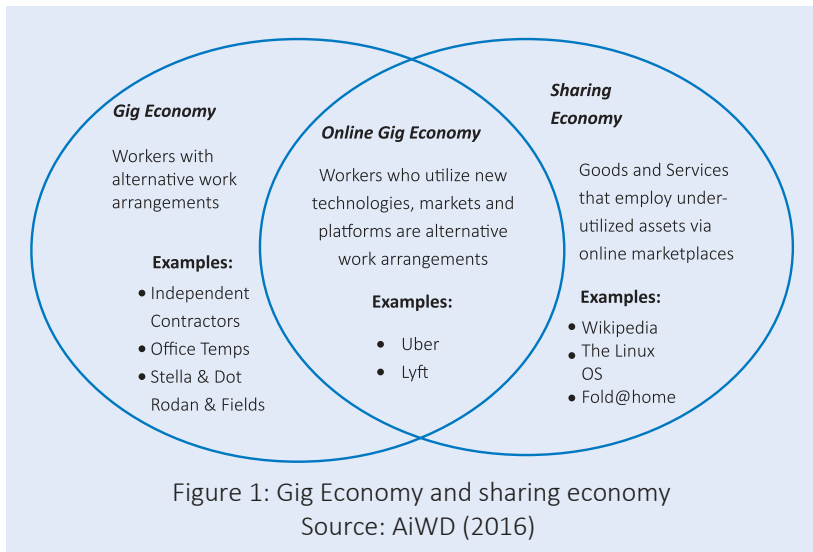 Gig Economy
Workers with
alternative work
arrangements
Examples:
• Independent
Contractors
• Office Temps
• Stella & Dot
Rodan & Fields
Online Gig Economy
Workers who utilize new
technologies, markets and
platforms are alternative
work arrangements
Examples:
• Uber
• Lyft
Sharing
Economy
Goods and Services
that employ under-
utilized assets via
online marketplaces
Examples:
• Wikipedia
• The Linux
OS
• Fold@home
Figure 1: Gig Economy and sharing economy
Source: AiWD (2016)